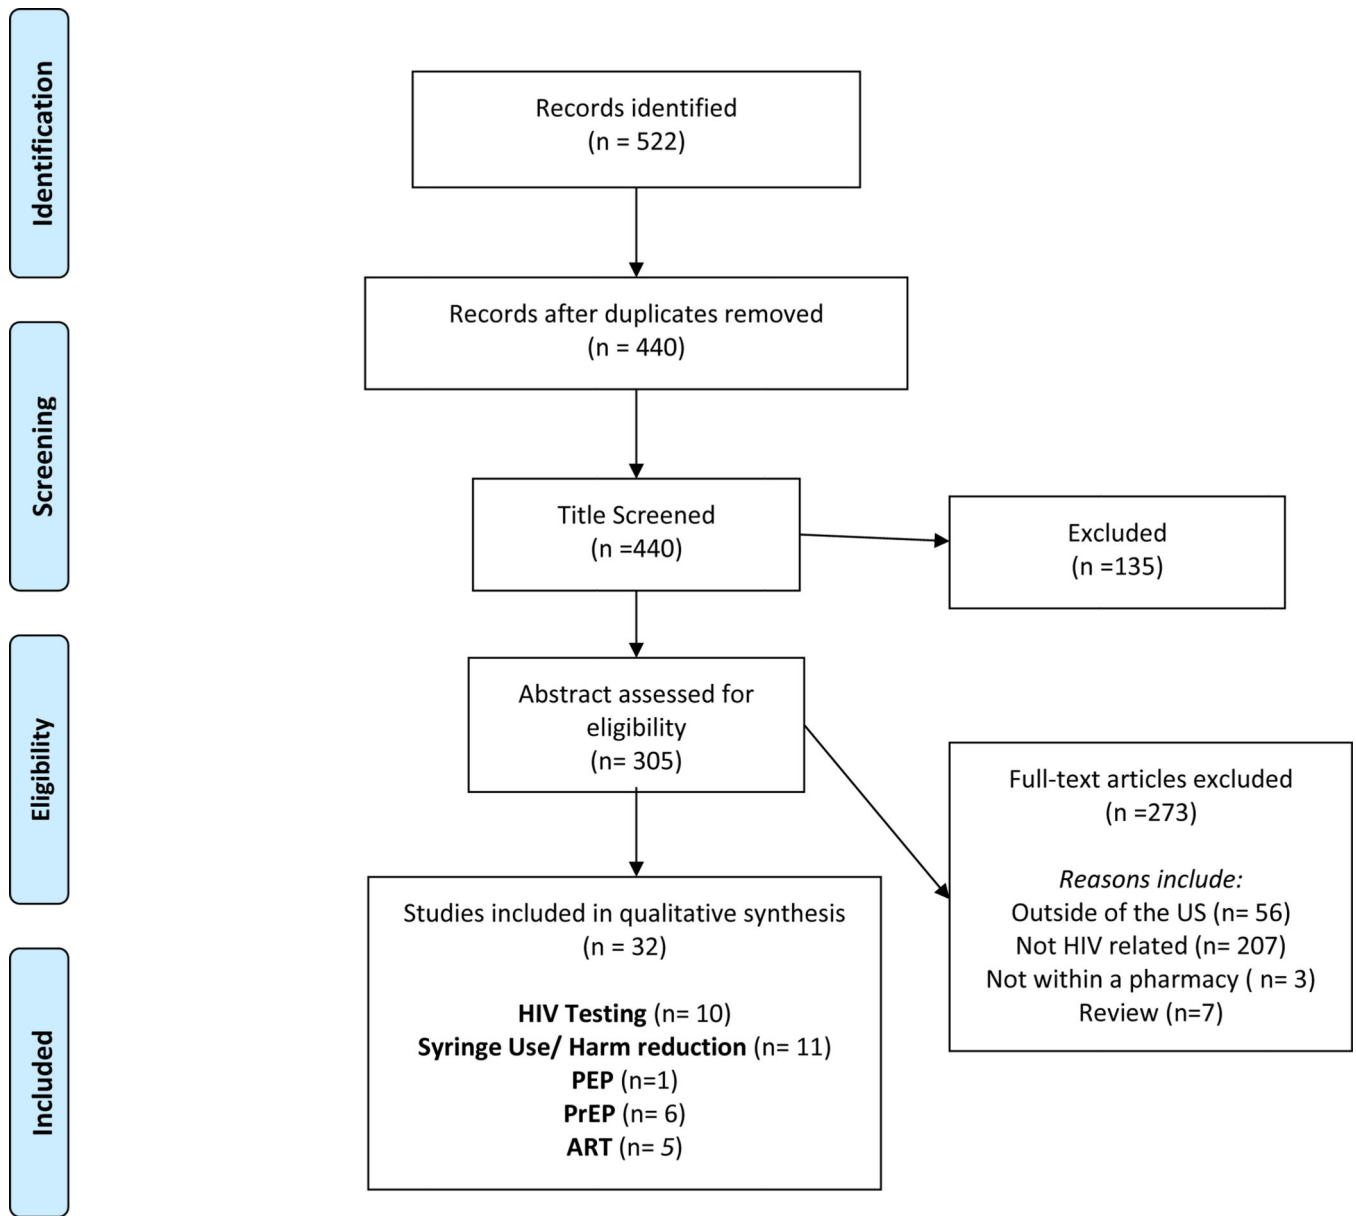 Identification
Records identified
(n = 522)
Records after duplicates removed
(n = 440)
Screening
Title Screened
(n =440)
Excluded
(n =135)
Eligibility
Abstract assessed for
eligibility
(n= 305)
Full-text articles excluded
(n =273)
Reasons include:
Outside of the US (n= 56)
Not HIV related (n= 207)
Not within a pharmacy ( n= 3)
Review (n=7)
Included
Studies included in qualitative synthesis
(n = 32)
HIV Testing (n= 10)
Syringe Use/ Harm reduction (n= 11)
PEP (n=1)
PrEP (n= 6)
ART (n= 5)